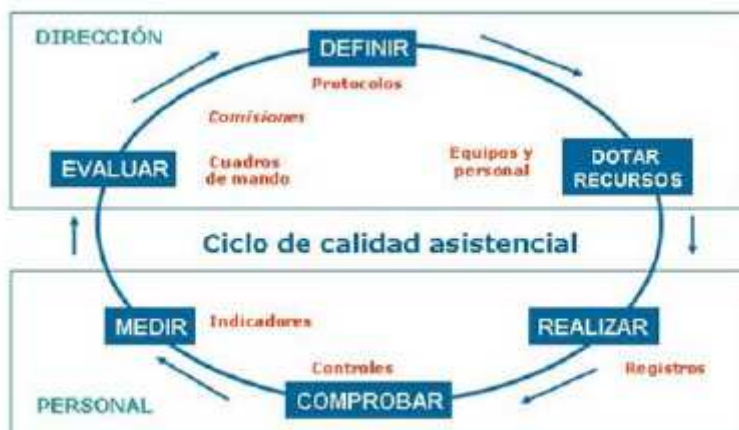 DIRECCIÓN
DEFINIR
Protocolos
Comisiones
EVALUAR
Cuadros
de mando
Equipos y
personal
DOTAR
RECURSOS
Ciclo de calidad asistencial
MEDIR
Indicadores
REALIZAR
Controles
Registros
COMPROBAR
PERSONAL